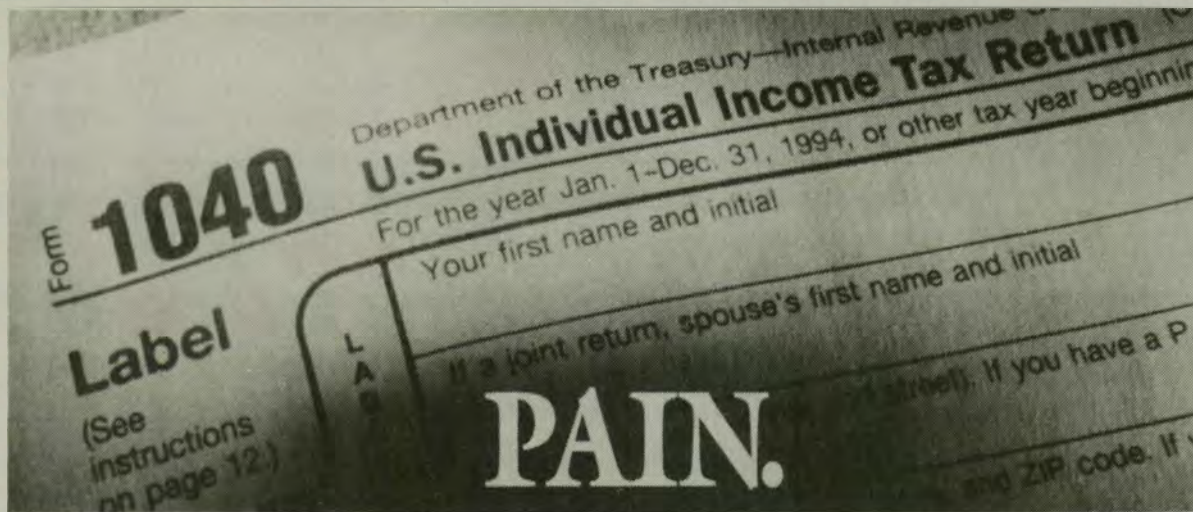 Department of the Treasury—Internal Revenue
Form 1040 U.S. Individual Income Tax Return
For the year Jan. 1–Dec. 31, 1994, or other tax year beginnin
Label
(See
instructions
on page 12.)
L
A
Your first name and initial
If a joint return, spouse's first name and initial
street). If you have a P
and ZIP code. If
PAIN.